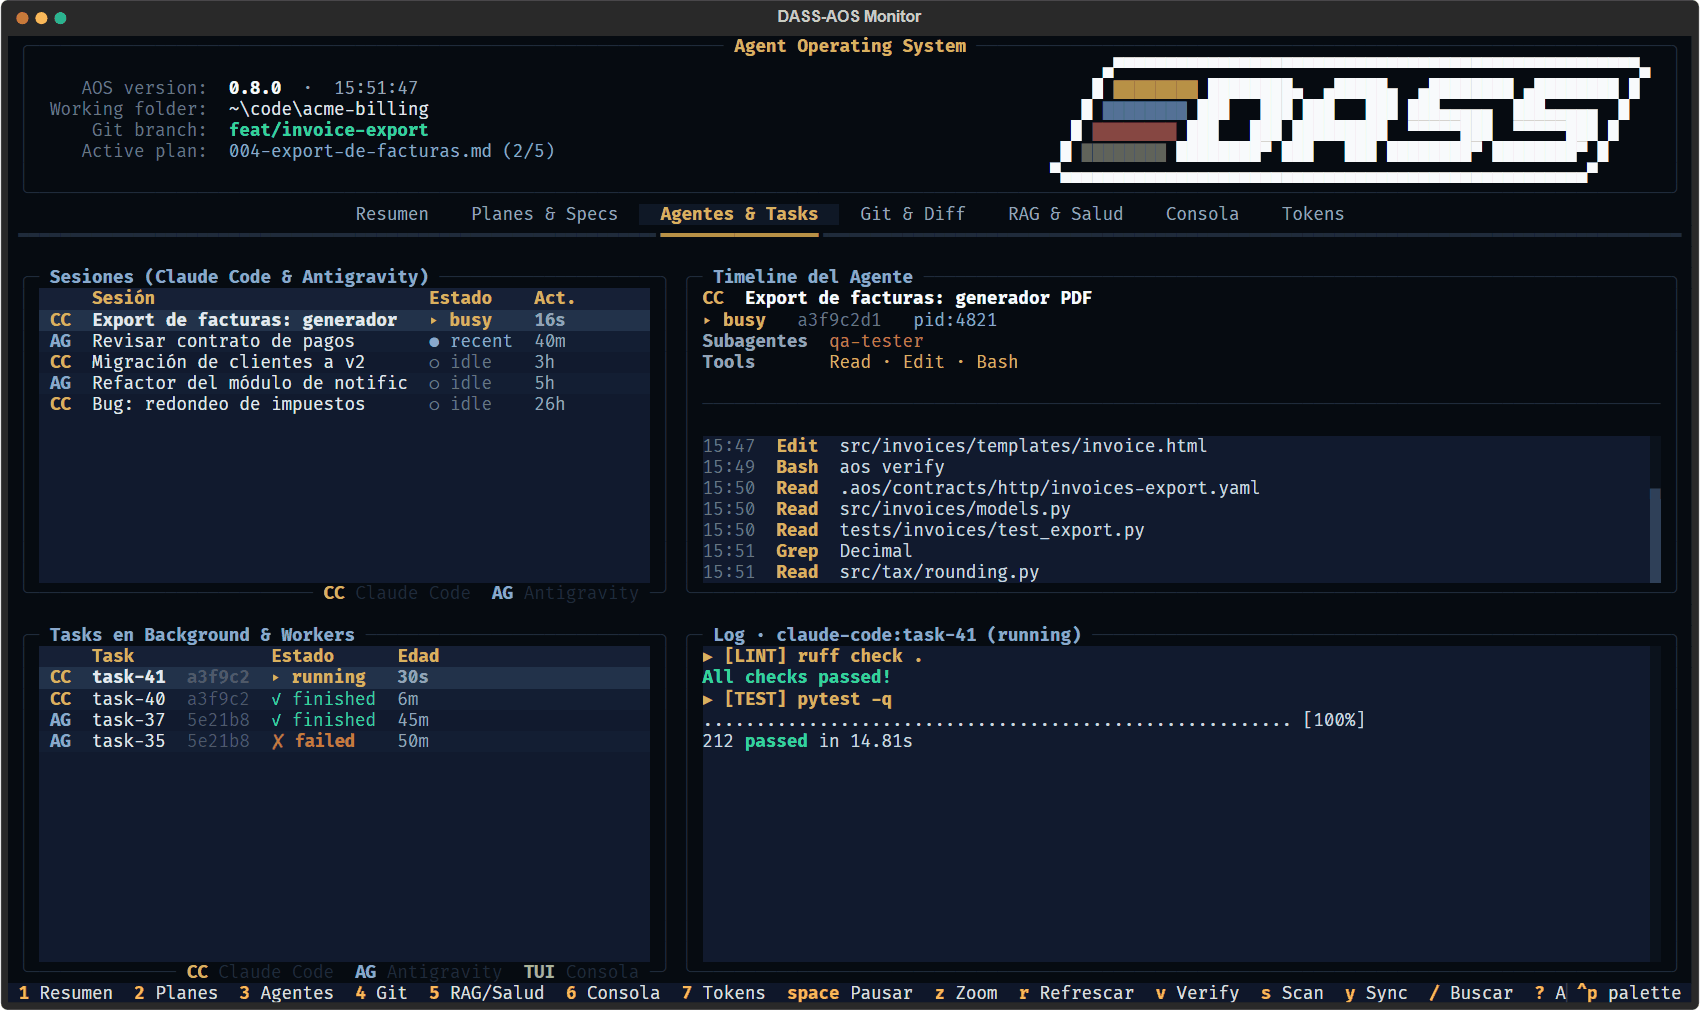 DASS-AOS Monitor
Agent Operating System
AOS version: 0.8.0 · 15:51:47
Working folder: ~\code\acme-billing
Git branch: feat/invoice-export
Active plan: 004-export-de-facturas.md (2/5)
DASS
Resumen Planes & Specs Agentes & Tasks Git & Diff RAG & Salud Consola Tokens
Sesiones (Claude Code & Antigravity)
Sesión Estado Act.
CC Export de facturas: generador ▸ busy 16s
AG Revisar contrato de pagos ● recent 40m
CC Migración de clientes a v2 ○ idle 3h
AG Refactor del módulo de notific ○ idle 5h
CC Bug: redondeo de impuestos ○ idle 26h
CC Claude Code AG Antigravity
Timeline del Agente
CC Export de facturas: generador PDF
▸ busy a3f9c2d1 pid:4821
Subagentes qa-tester
Tools Read · Edit · Bash
15:47 Edit src/invoices/templates/invoice.html
15:49 Bash aos verify
15:50 Read .aos/contracts/http/invoices-export.yaml
15:50 Read src/invoices/models.py
15:50 Read tests/invoices/test_export.py
15:51 Grep Decimal
15:51 Read src/tax/rounding.py
Tasks en Background & Workers
Task Estado Edad
CC task-41 a3f9c2 ▸ running 30s
CC task-40 a3f9c2 √ finished 6m
AG task-37 5e21b8 √ finished 45m
AG task-35 5e21b8 ✗ failed 50m
CC Claude Code AG Antigravity TUI Consola
Log · claude-code:task-41 (running)
▶ [LINT] ruff check .
All checks passed!
▶ [TEST] pytest -q
........................................................ [100%]
212 passed in 14.81s
1 Resumen 2 Planes 3 Agentes 4 Git 5 RAG/Salud 6 Consola 7 Tokens space Pausar z Zoom r Refrescar v Verify s Scan y Sync / Buscar ? A ^p palette